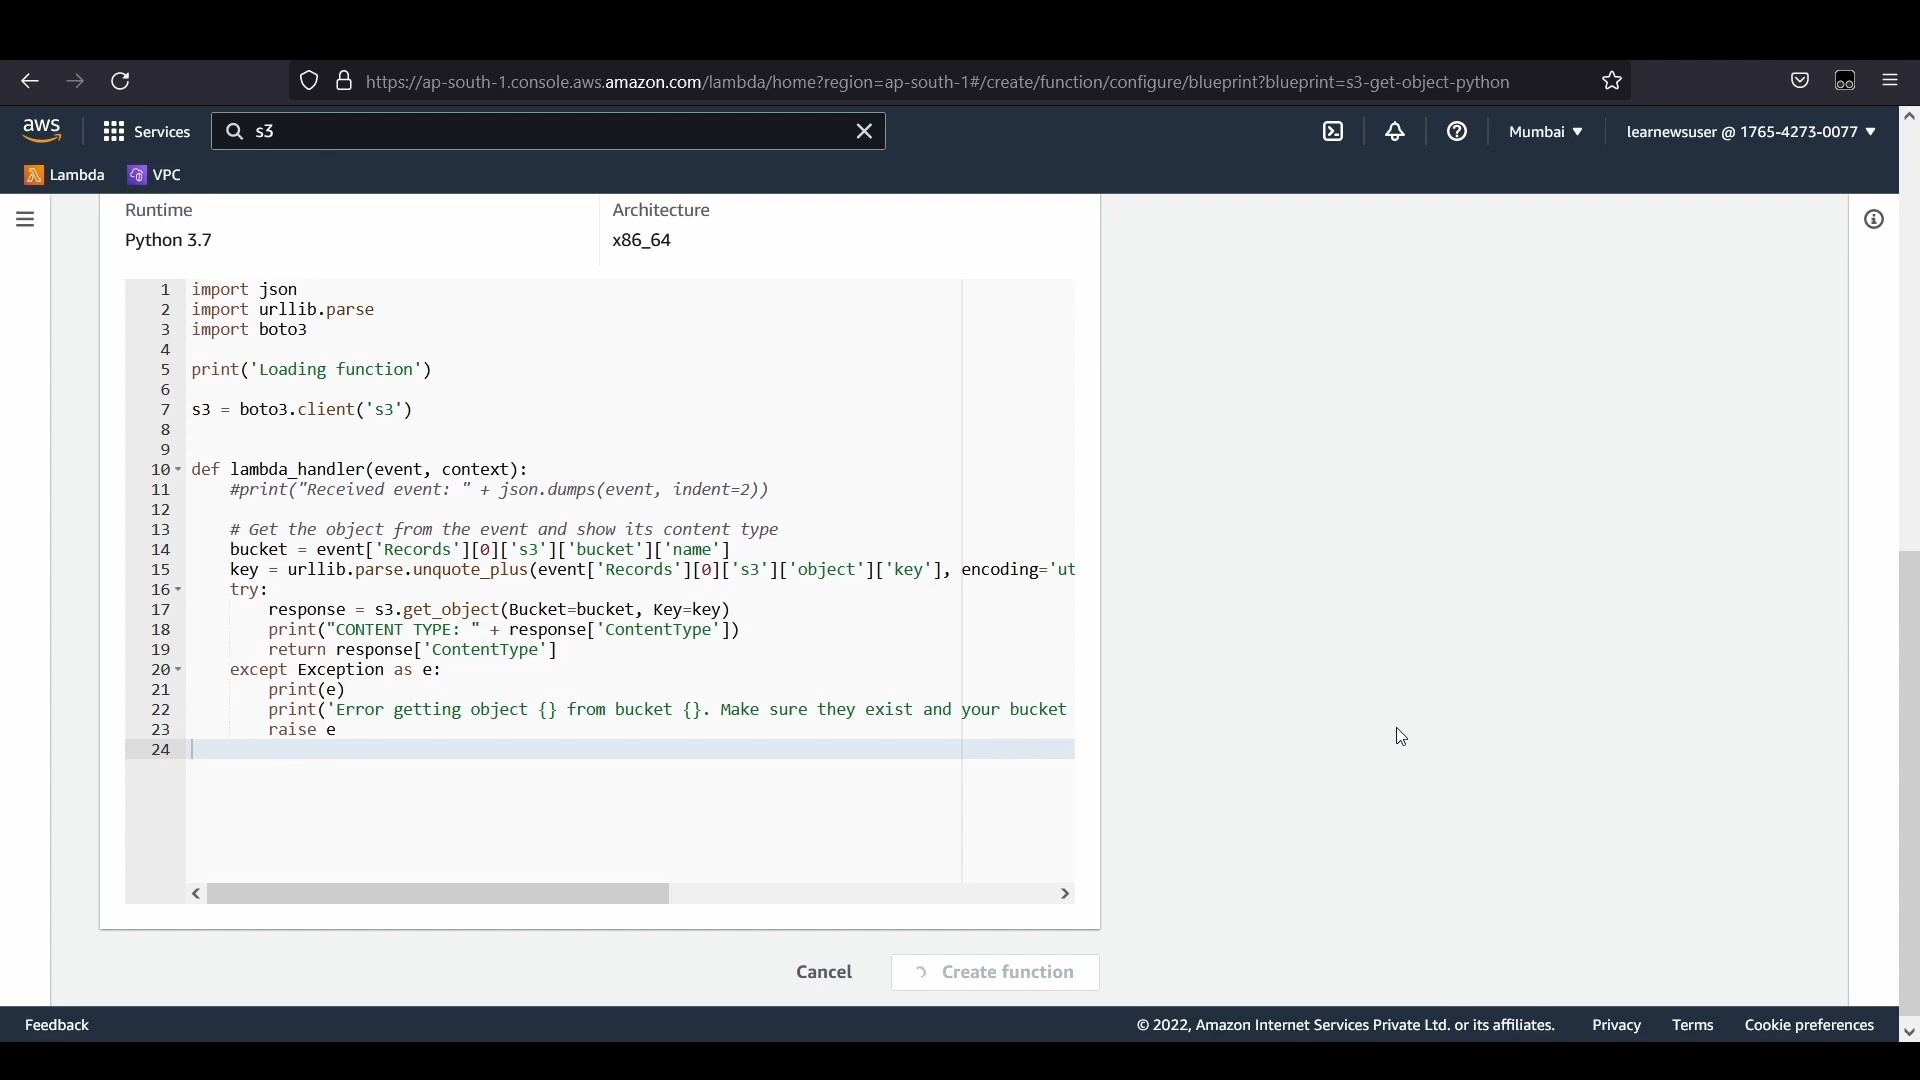 https://ap-south-1.console.aws.amazon.com/lambda/home?region=ap-south-1#/create/function/configure/blueprint?blueprint=s3-get-object-python
aws
Services
s3
Mumbai
learnewsuser @ 1765-4273-0077
Lambda
VPC
Runtime
Architecture
Python 3.7
x86_64
1 import json
2 import urllib.parse
3 import boto3
4
5 print('Loading function')
6
7 s3 = boto3.client('s3')
8
9
10 def lambda_handler(event, context):
11     #print("Received event: " + json.dumps(event, indent=2))
12
13     # Get the object from the event and show its content type
14     bucket = event['Records'][0]['s3']['bucket']['name']
15     key = urllib.parse.unquote_plus(event['Records'][0]['s3']['object']['key'], encoding='ut
16     try:
17         response = s3.get_object(Bucket=bucket, Key=key)
18         print("CONTENT TYPE: " + response['ContentType'])
19         return response['ContentType']
20     except Exception as e:
21         print(e)
22         print('Error getting object {} from bucket {}. Make sure they exist and your bucket
23         raise e
24
Cancel
Create function
Feedback
© 2022, Amazon Internet Services Private Ltd. or its affiliates.
Privacy
Terms
Cookie preferences